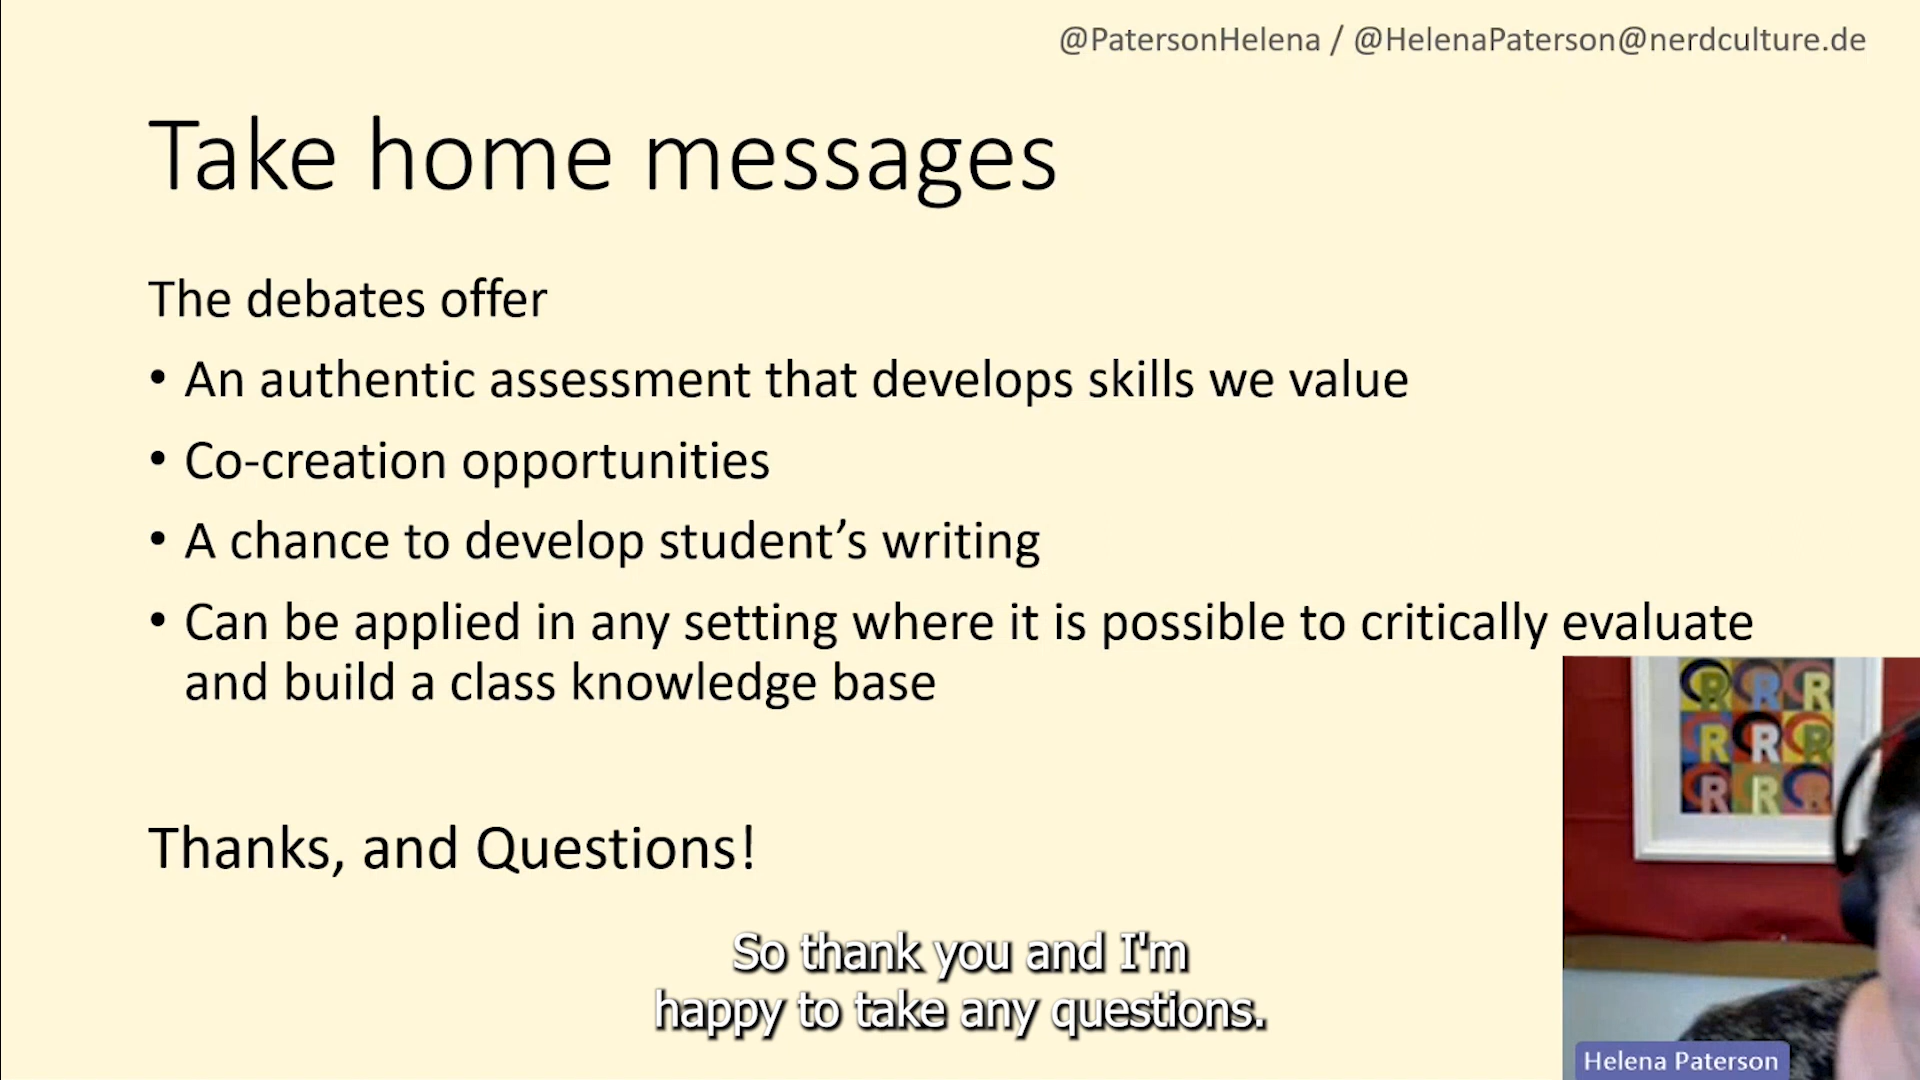 @PatersonHelena / @HelenaPaterson@nerdculture.de
Take home messages
The debates offer
• An authentic assessment that develops skills we value
• Co-creation opportunities
• A chance to develop student’s writing
• Can be applied in any setting where it is possible to critically evaluate
and build a class knowledge base
Thanks, and Questions!
R R R
R R R
R R R
So thank you and I'm
happy to take any questions.
Helena Paterson